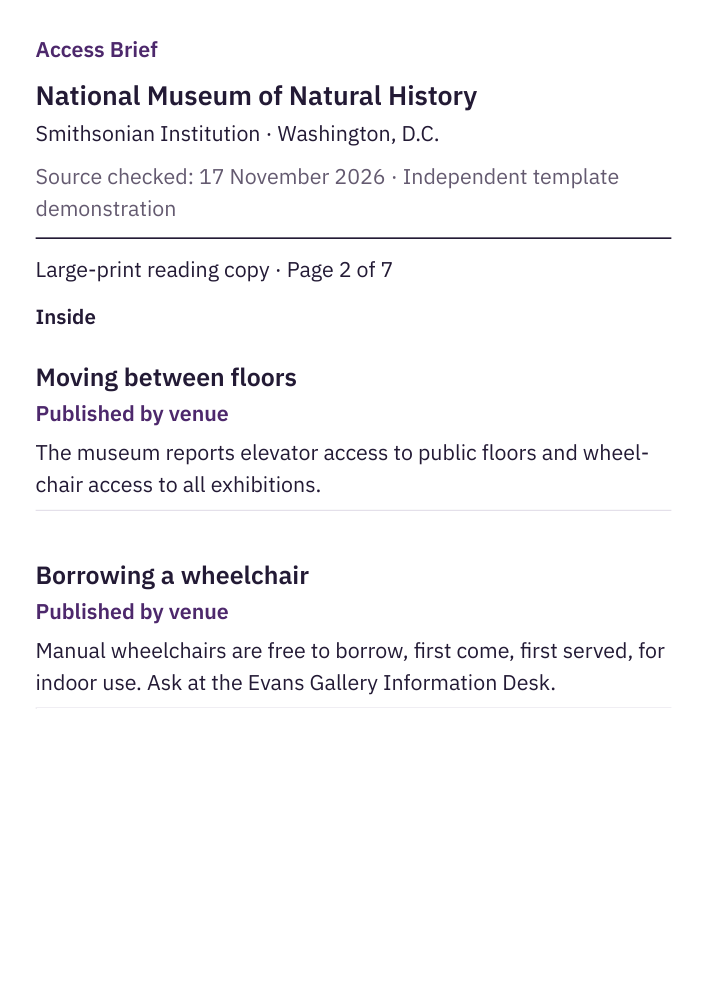 Access Brief
National Museum of Natural History
Smithsonian Institution · Washington, D.C.
Source checked: 17 November 2026 · Independent template
demonstration
Large-print reading copy · Page 2 of 7
Inside
Moving between floors
Published by venue
The museum reports elevator access to public floors and wheel-
chair access to all exhibitions.
Borrowing a wheelchair
Published by venue
Manual wheelchairs are free to borrow, first come, first served, for
indoor use. Ask at the Evans Gallery Information Desk.